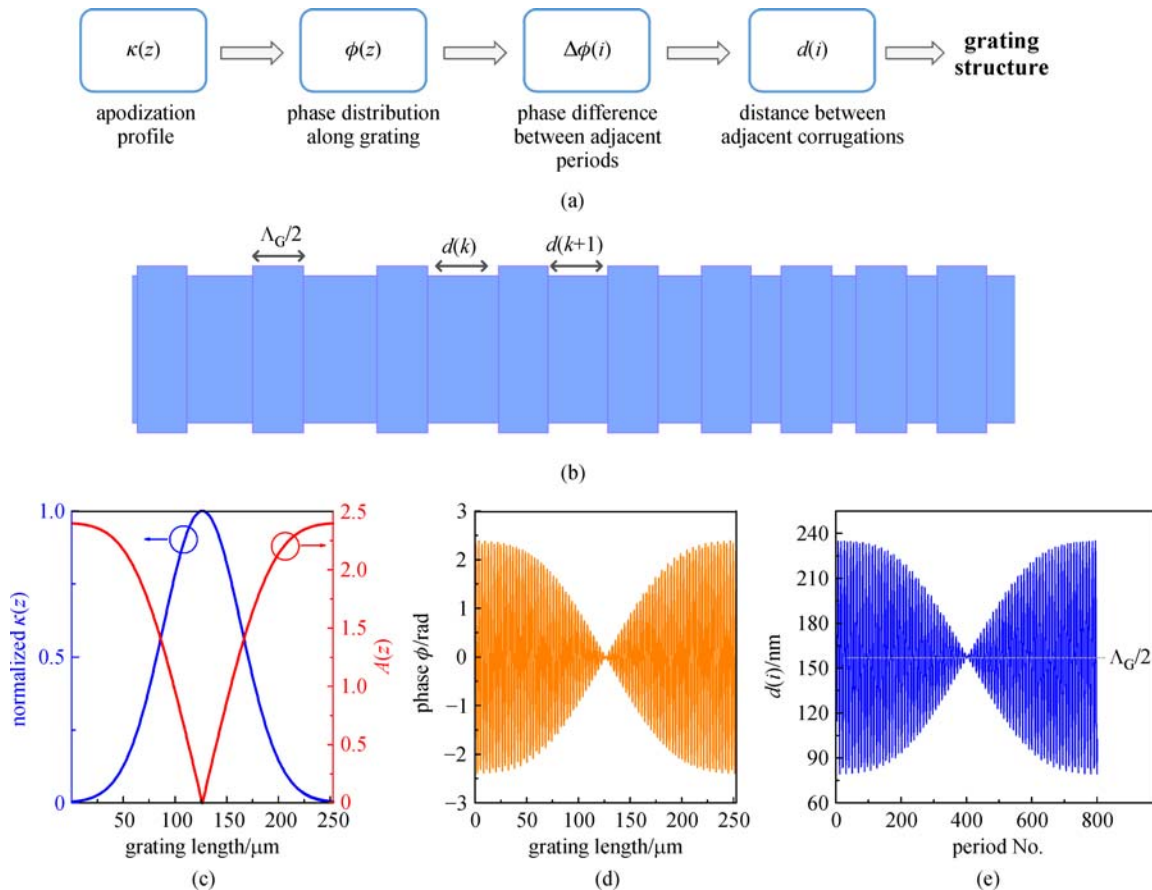 κ(z)
ϕ(z)
Δϕ(i)
d(i)
grating
structure
apodization
profile
phase distribution
along grating
phase difference
between adjacent
periods
distance between
adjacent corrugations
(a)
Λ_G/2
d(k)
d(k+1)
(b)
1.0
0.5
0
normalized κ(z)
2.5
2.0
1.5
1.0
0.5
0
A(z)
50 100 150 200 250
grating length/μm
(c)
3
2
1
0
−1
−2
−3
phase ϕ/rad
0 50 100 150 200 250
grating length/μm
(d)
240
210
180
150
120
90
60
d(i)/nm
Λ_G/2
0 200 400 600 800
period No.
(e)